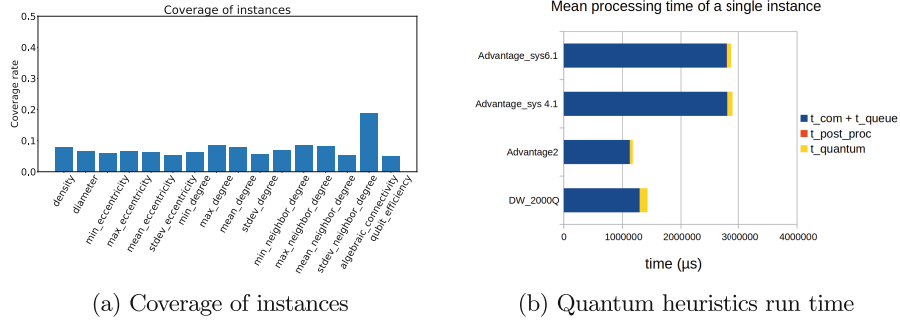 Coverage of instances
0.5
0.4
0.3
0.2
0.1
0.0
Coverage rate
density
diameter
min_eccentricity
max_eccentricity
mean_eccentricity
stdev_eccentricity
min_degree
max_degree
mean_degree
stdev_degree
min_neighbor_degree
max_neighbor_degree
mean_neighbor_degree
stdev_neighbor_degree
algebraic_connectivity
qubit_efficiency
(a) Coverage of instances
Mean processing time of a single instance
Advantage_sys6.1
Advantage_sys 4.1
Advantage2
DW_2000Q
0 1000000 2000000 3000000 4000000
time (µs)
t_com + t_queue
t_post_proc
t_quantum
(b) Quantum heuristics run time